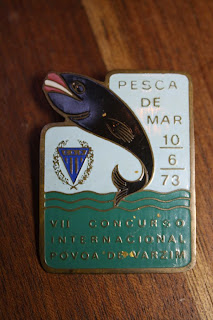 PESCA
DE
MAR
10
6
73
VII CONCURSO
INTERNACIONAL
POVOA DE VARZIM